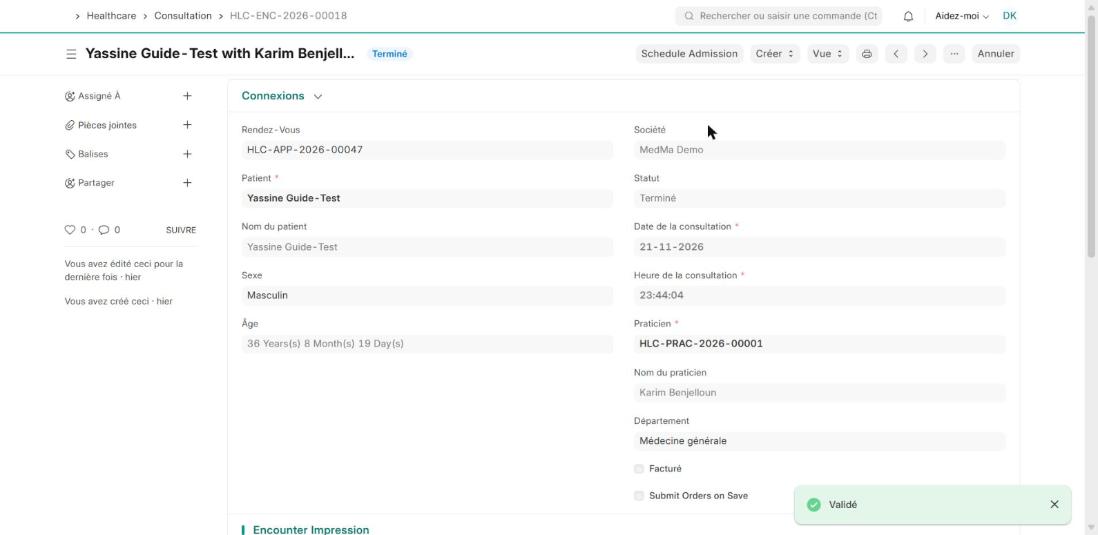 Healthcare > Consultation > HLC-ENC-2026-00018
Rechercher ou saisir une commande (Ct
Aidez-moi
DK
Yassine Guide-Test with Karim Benjell...
Terminé
Schedule Admission
Créer
Vue
Annuler
Assigné À
Pièces jointes
Balises
Partager
0 · 0
SUIVRE
Vous avez édité ceci pour la
dernière fois · hier
Vous avez créé ceci · hier
Connexions
Rendez-Vous
HLC-APP-2026-00047
Patient *
Yassine Guide-Test
Nom du patient
Yassine Guide-Test
Sexe
Masculin
Âge
36 Years(s) 8 Month(s) 19 Day(s)
Société
MedMa Demo
Statut
Terminé
Date de la consultation *
21-11-2026
Heure de la consultation *
23:44:04
Praticien *
HLC-PRAC-2026-00001
Nom du praticien
Karim Benjelloun
Département
Médecine générale
Facturé
Submit Orders on Save
Encounter Impression
Validé